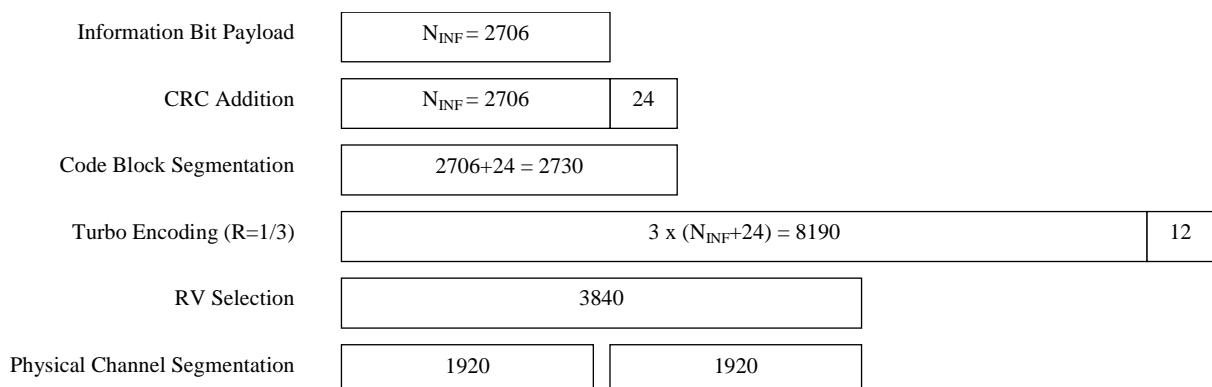 Information Bit Payload N_INF = 2706
CRC Addition N_INF = 2706 24
Code Block Segmentation 2706+24 = 2730
Turbo Encoding (R=1/3) 3 x (N_INF+24) = 8190 12
RV Selection 3840
Physical Channel Segmentation 1920 1920